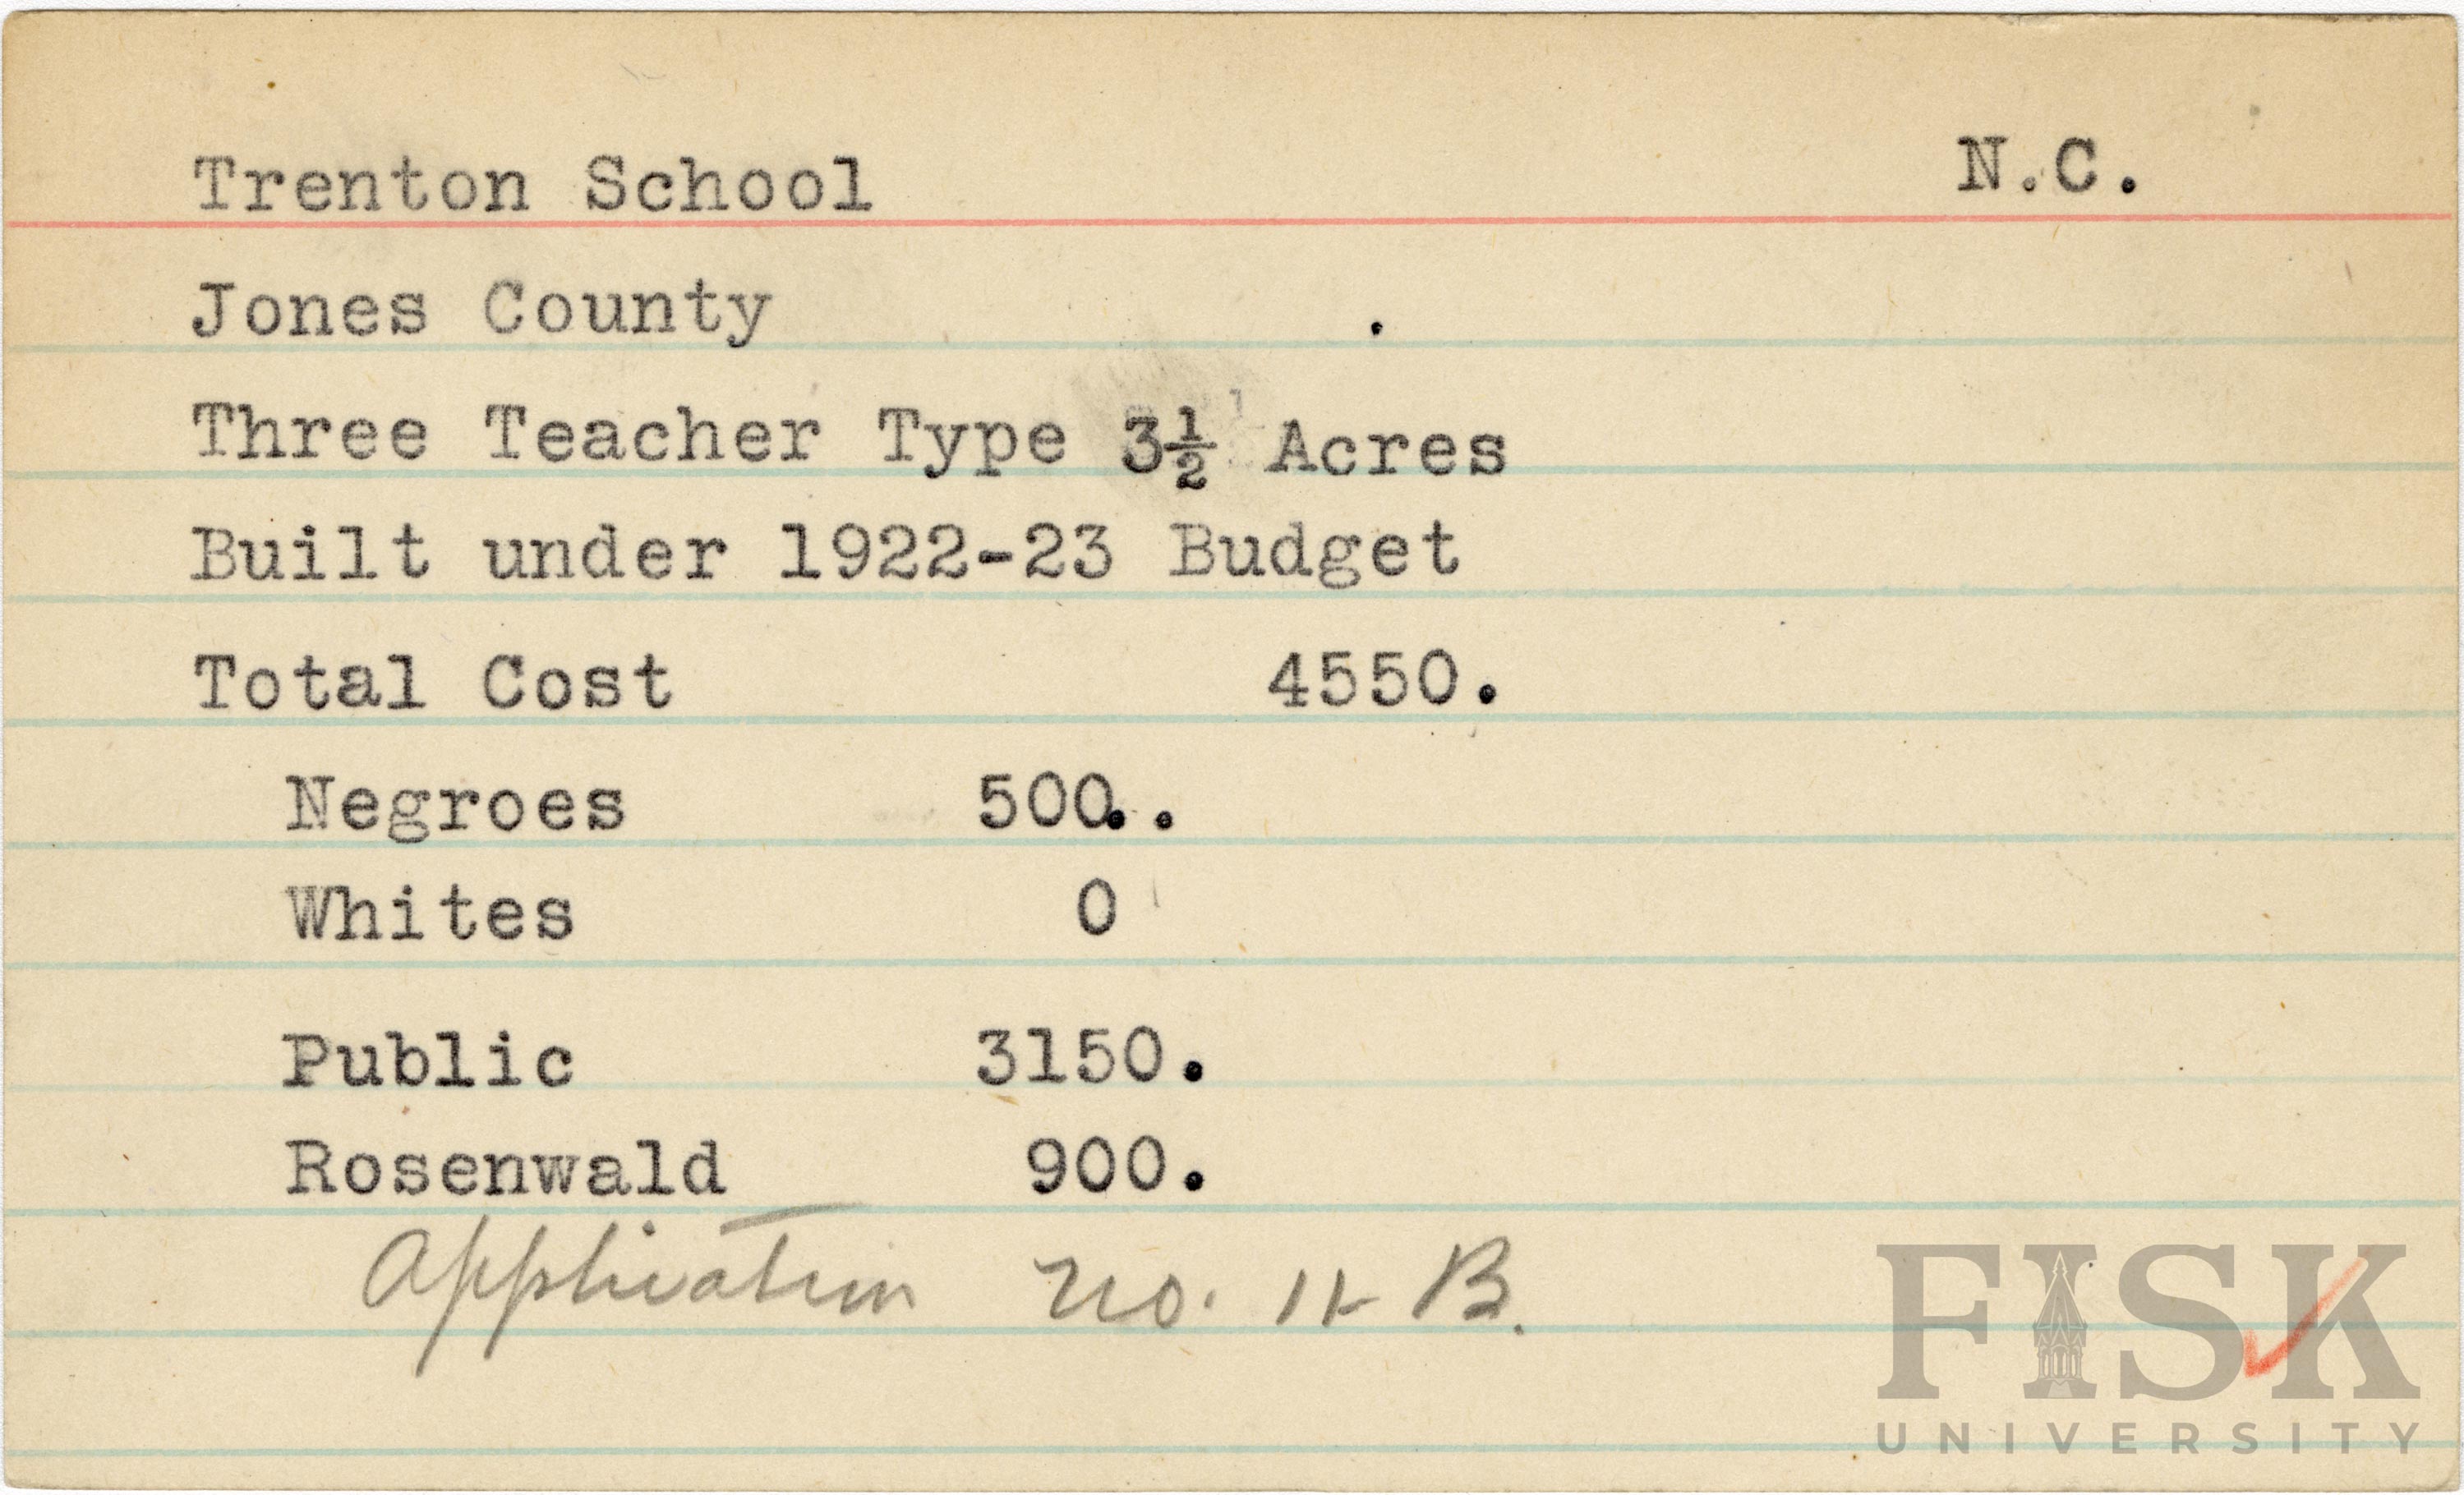 Trenton School N.C.
Jones County
Three Teacher Type 3½ Acres
Built under 1922-23 Budget
Total Cost 4550.
Negroes 500..
Whites 0
Public 3150.
Rosenwald 900.
Application no. 11-B.
FISK
UNIVERSITY